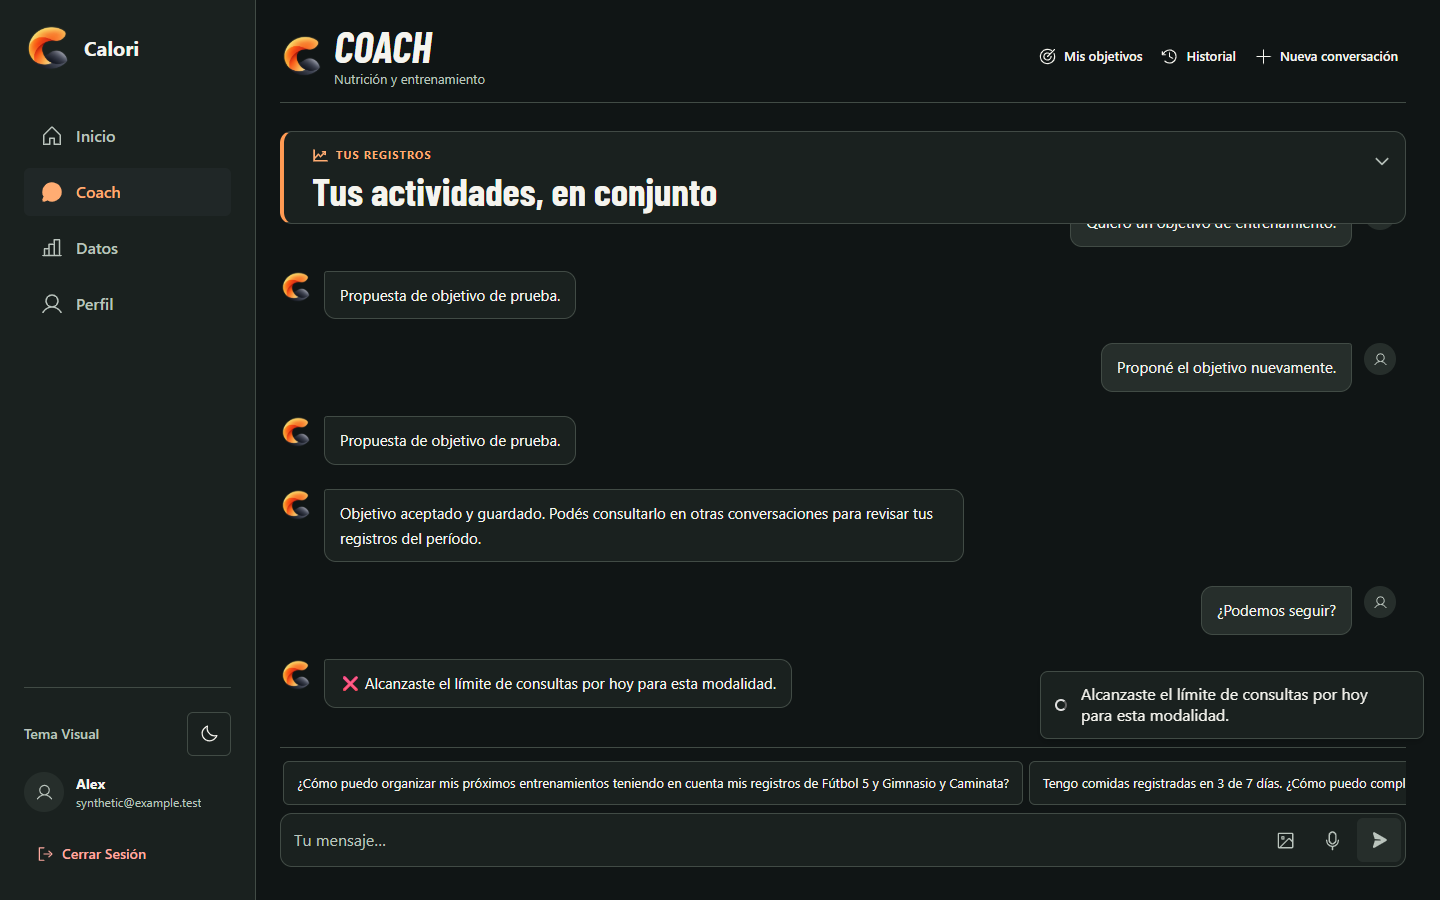 Calori
Inicio
Coach
Datos
Perfil
Tema Visual
Alex
synthetic@example.test
Cerrar Sesión
COACH
Nutrición y entrenamiento
Mis objetivos
Historial
Nueva conversación
TUS REGISTROS
Tus actividades, en conjunto
Quiero un objetivo de entrenamiento.
Propuesta de objetivo de prueba.
Proponé el objetivo nuevamente.
Propuesta de objetivo de prueba.
Objetivo aceptado y guardado. Podés consultarlo en otras conversaciones para revisar tus
registros del período.
¿Podemos seguir?
❌ Alcanzaste el límite de consultas por hoy para esta modalidad.
Alcanzaste el límite de consultas por hoy
para esta modalidad.
¿Cómo puedo organizar mis próximos entrenamientos teniendo en cuenta mis registros de Fútbol 5 y Gimnasio y Caminata?
Tengo comidas registradas en 3 de 7 días. ¿Cómo puedo compl
Tu mensaje...